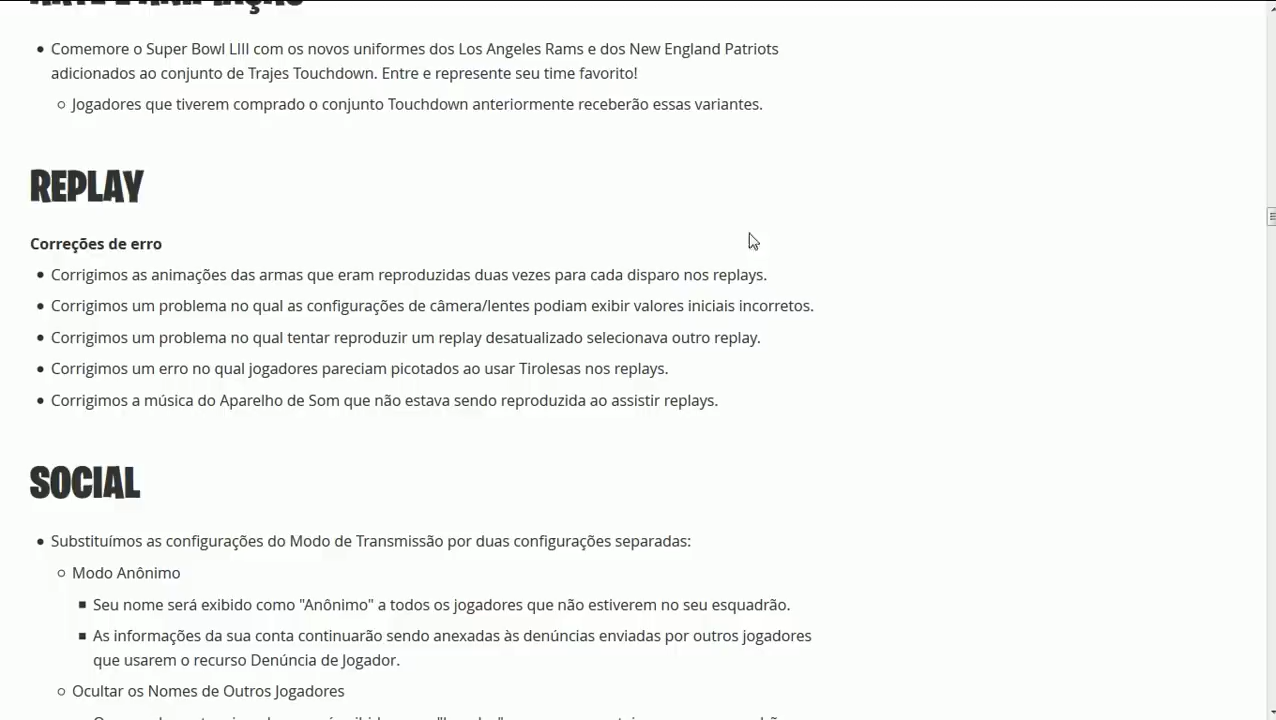 ARTE E ANIMAÇÃO
Comemore o Super Bowl LIII com os novos uniformes dos Los Angeles Rams e dos New England Patriots
adicionados ao conjunto de Trajes Touchdown. Entre e represente seu time favorito!
Jogadores que tiverem comprado o conjunto Touchdown anteriormente receberão essas variantes.
REPLAY
Correções de erro
Corrigimos as animações das armas que eram reproduzidas duas vezes para cada disparo nos replays.
Corrigimos um problema no qual as configurações de câmera/lentes podiam exibir valores iniciais incorretos.
Corrigimos um problema no qual tentar reproduzir um replay desatualizado selecionava outro replay.
Corrigimos um erro no qual jogadores pareciam picotados ao usar Tirolesas nos replays.
Corrigimos a música do Aparelho de Som que não estava sendo reproduzida ao assistir replays.
SOCIAL
Substituímos as configurações do Modo de Transmissão por duas configurações separadas:
Modo Anônimo
Seu nome será exibido como "Anônimo" a todos os jogadores que não estiverem no seu esquadrão.
As informações da sua conta continuarão sendo anexadas às denúncias enviadas por outros jogadores
que usarem o recurso Denúncia de Jogador.
Ocultar os Nomes de Outros Jogadores